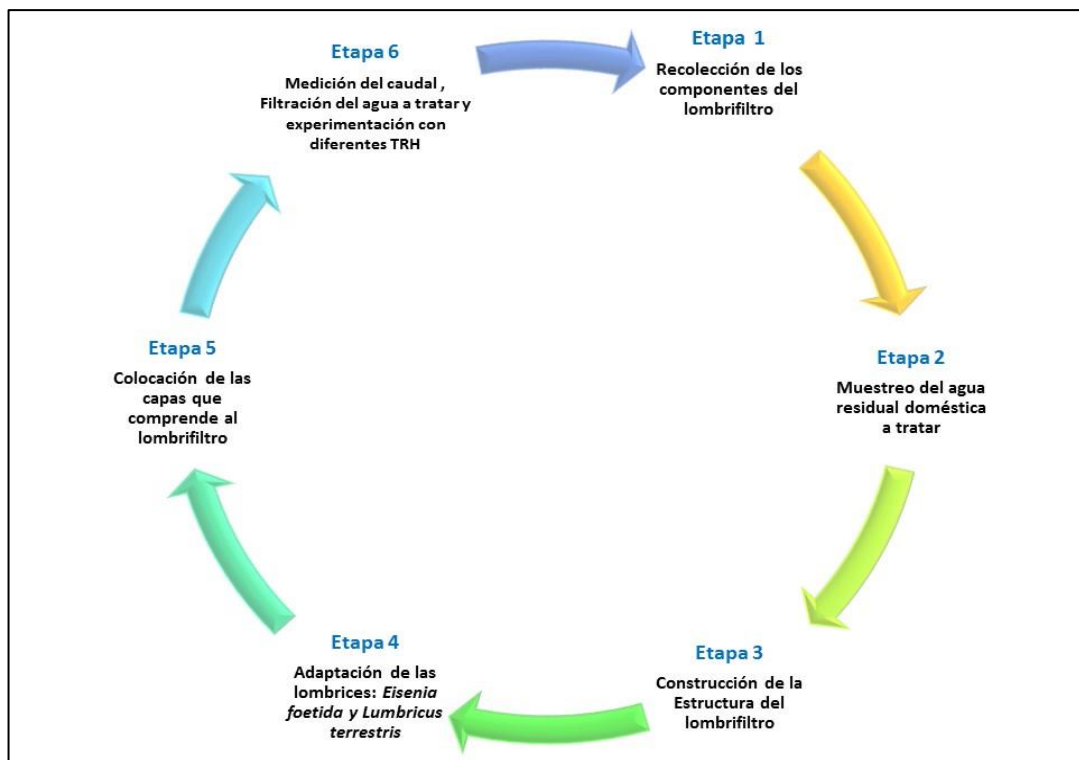 Etapa 1
Recolección de los
componentes del
lombrifiltro
Etapa 2
Muestreo del agua
residual doméstica
a tratar
Etapa 3
Construcción de la
Estructura del
lombrifiltro
Etapa 4
Adaptación de las
lombrices: Eisenia
foetida y Lumbricus
terrestris
Etapa 5
Colocación de las
capas que
comprende al
lombrifiltro
Etapa 6
Medición del caudal ,
Filtración del agua a tratar y
experimentación con
diferentes TRH